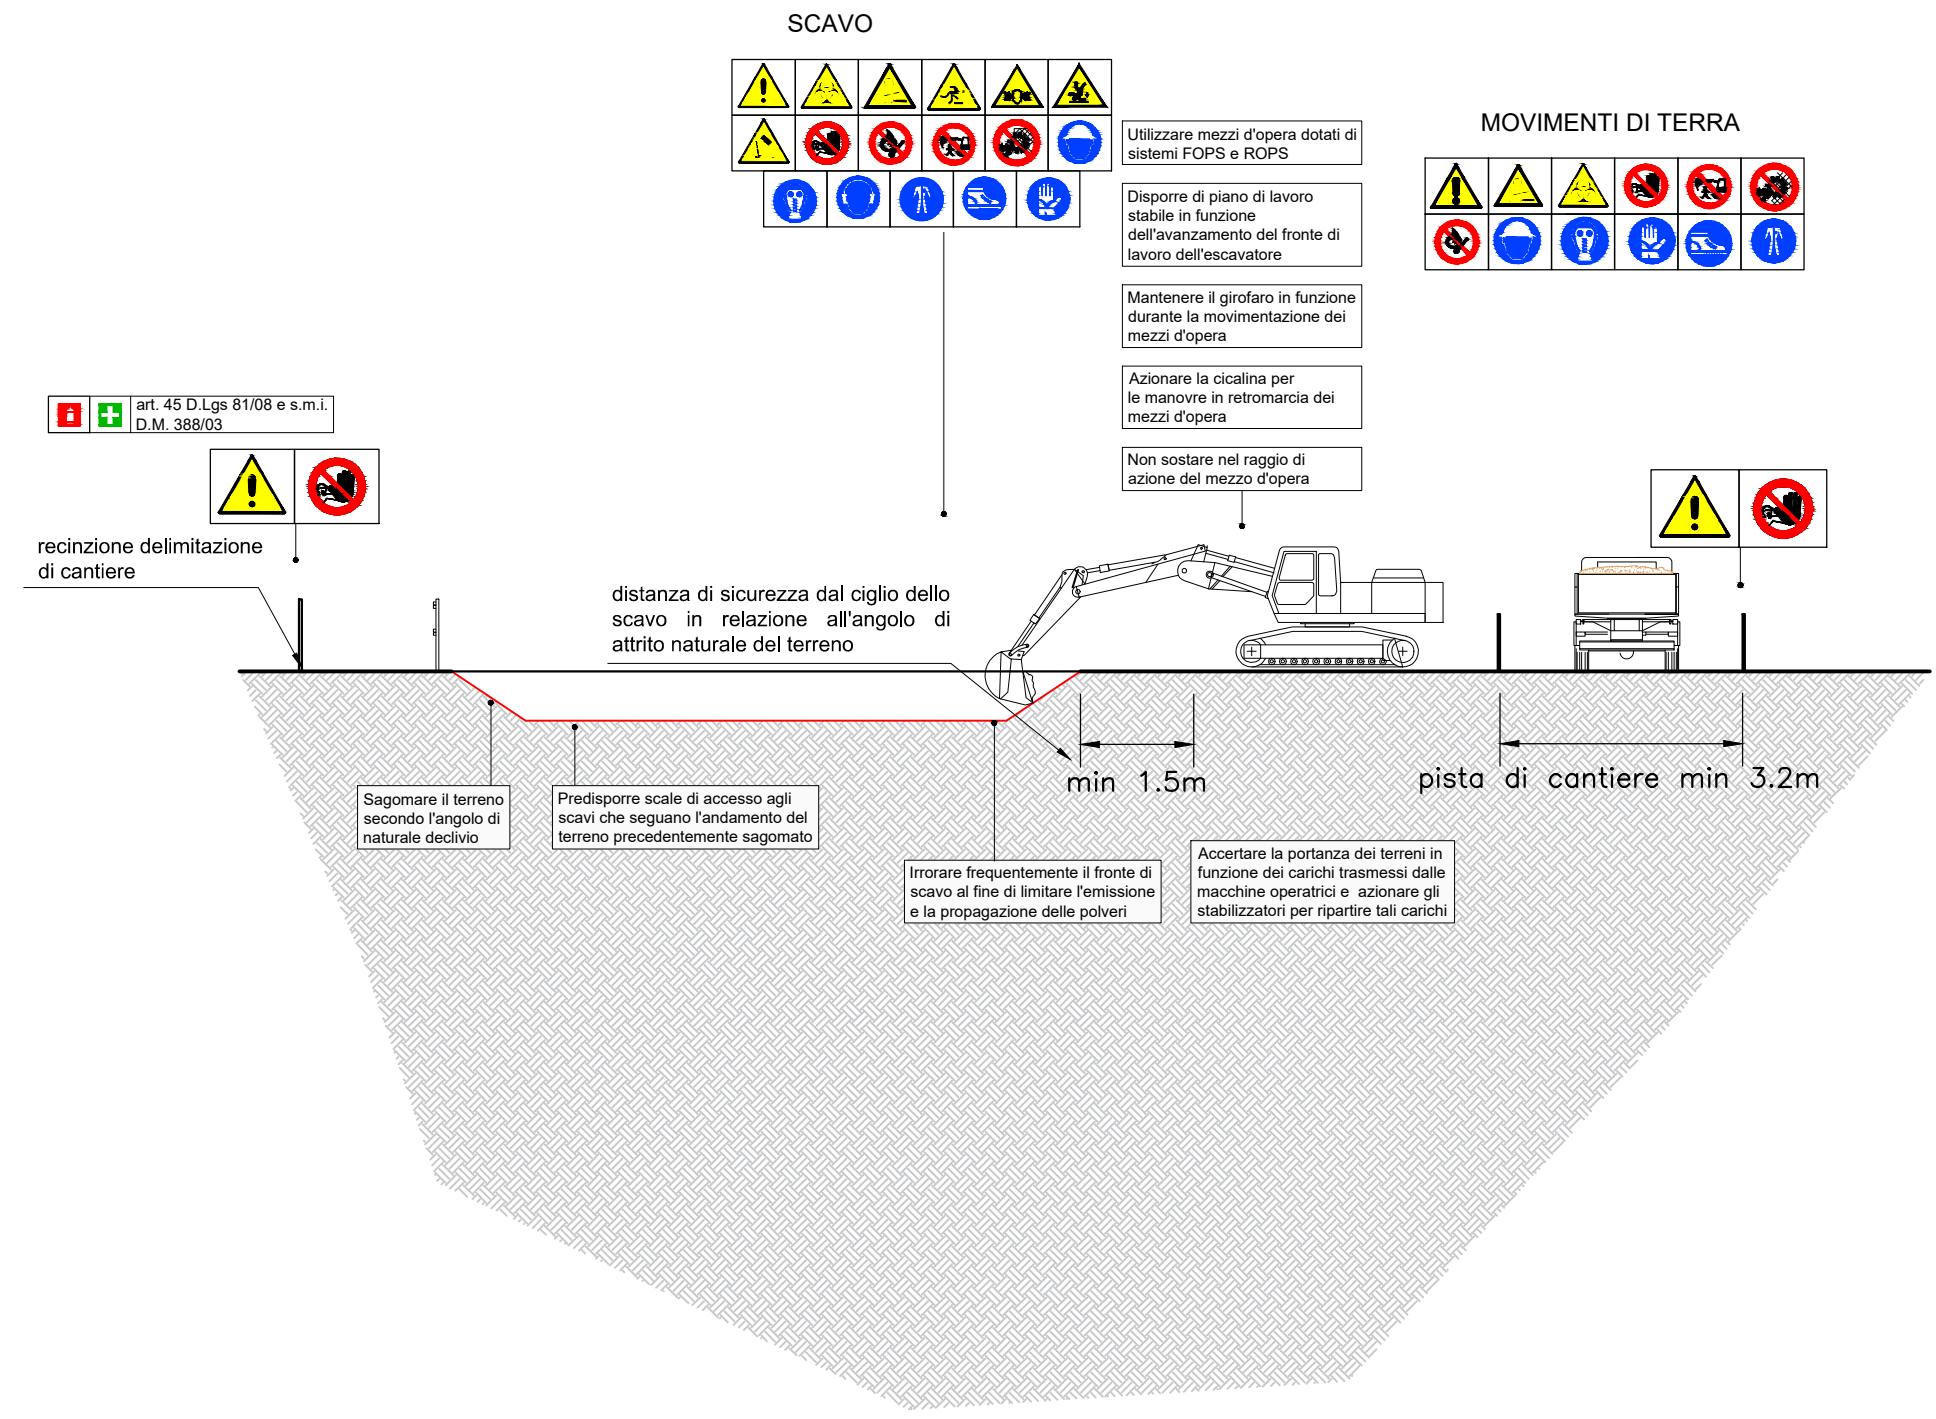 SCAVO
MOVIMENTI DI TERRA
Utilizzare mezzi d'opera dotati di
sistemi FOPS e ROPS
Disporre di piano di lavoro
stabile in funzione
dell'avanzamento del fronte di
lavoro dell'escavatore
Mantenere il girofaro in funzione
durante la movimentazione dei
mezzi d'opera
Azionare la cicalina per
le manovre in retromarcia dei
mezzi d'opera
Non sostare nel raggio di
azione del mezzo d'opera
art. 45 D.Lgs 81/08 e s.m.i.
D.M. 388/03
recinzione delimitazione
di cantiere
distanza di sicurezza dal ciglio dello
scavo in relazione all'angolo di
attrito naturale del terreno
min 1.5m
pista di cantiere min 3.2m
Sagomare il terreno
secondo l'angolo di
naturale declivio
Predisporre scale di accesso agli
scavi che seguano l'andamento del
terreno precedentemente sagomato
Irrorare frequentemente il fronte di
scavo al fine di limitare l'emissione
e la propagazione delle polveri
Accertare la portanza dei terreni in
funzione dei carichi trasmessi dalle
macchine operatrici e azionare gli
stabilizzatori per ripartire tali carichi